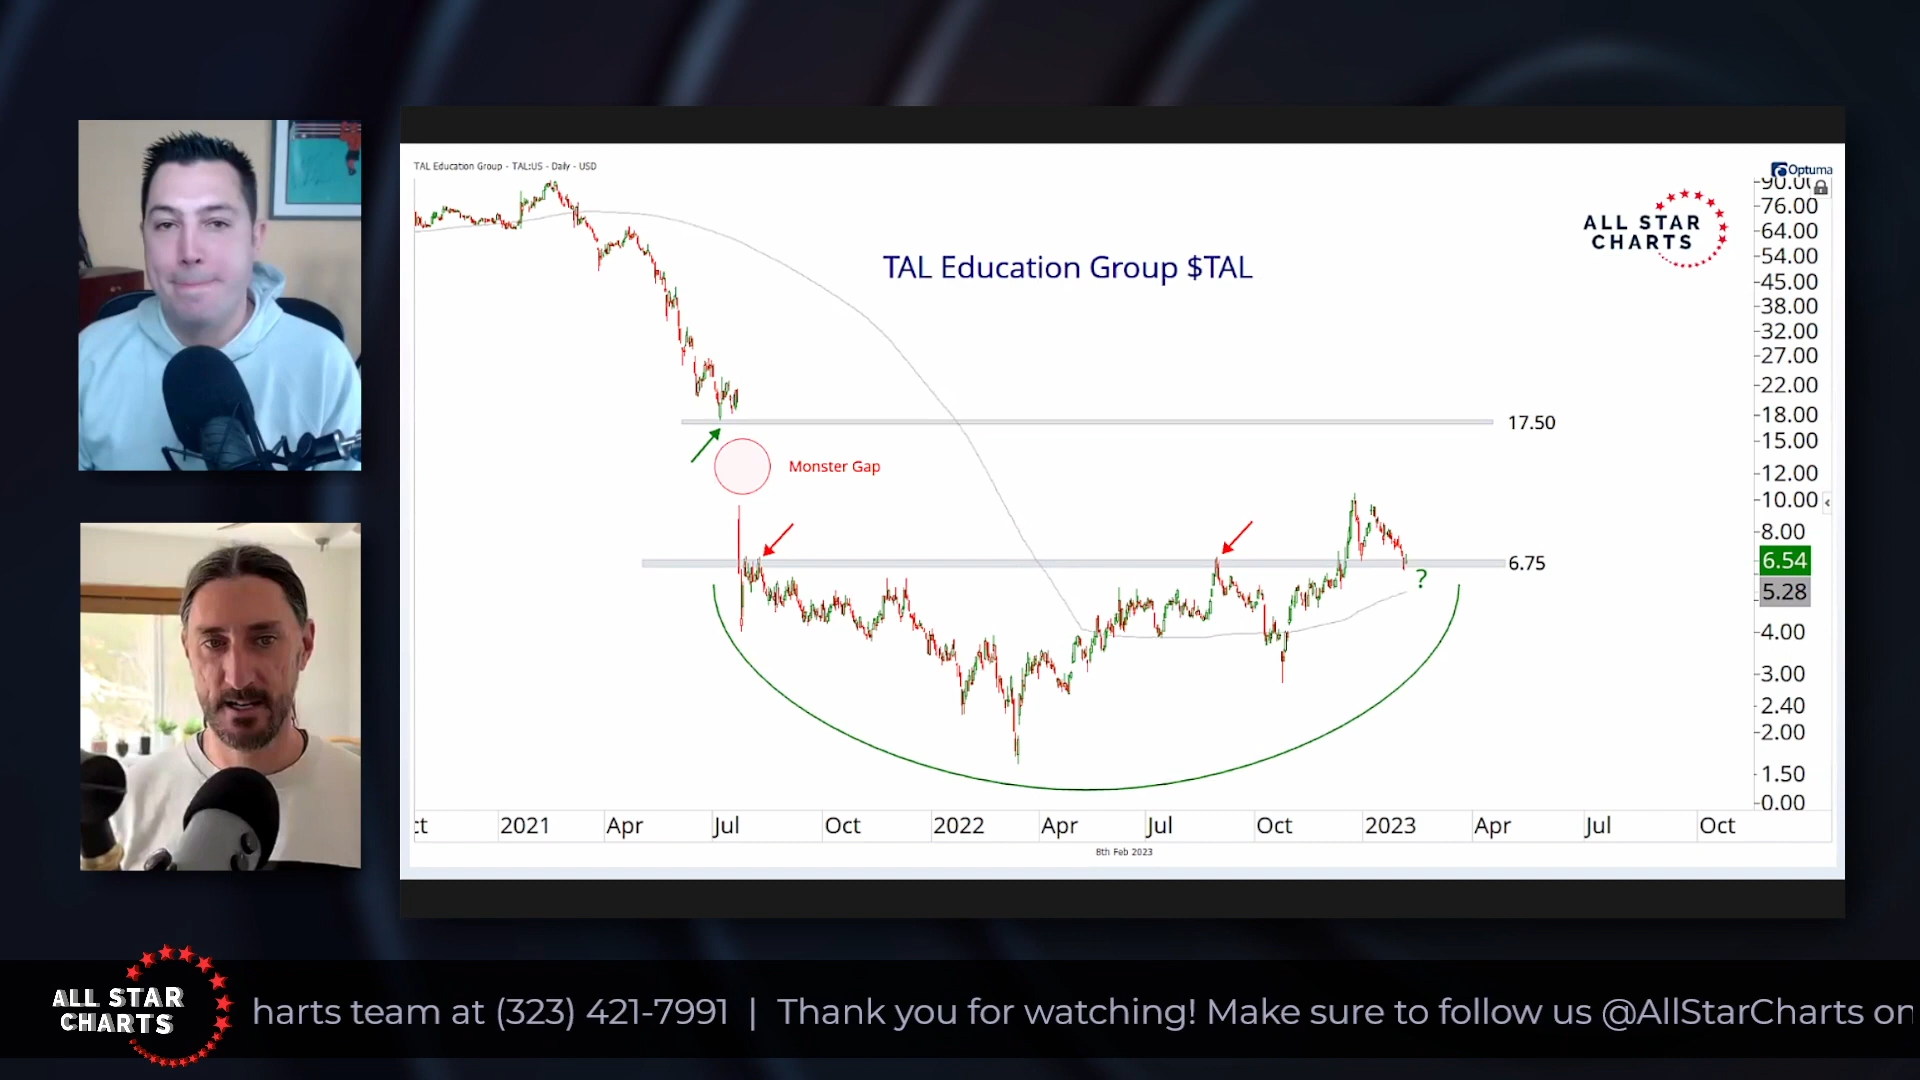 TAL Education Group - TAL:US - Daily - USD
Optuma
90.00
ALL STAR
CHARTS
76.00
64.00
TAL Education Group $TAL
54.00
45.00
38.00
32.00
27.00
22.00
17.50
18.00
15.00
Monster Gap
12.00
10.00
8.00
6.75
6.54
?
5.28
4.00
3.00
2.40
2.00
1.50
0.00
ct 2021 Apr Jul Oct 2022 Apr Jul Oct 2023 Apr Jul Oct
8th Feb 2023
ALL STAR
CHARTS
harts team at (323) 421-7991 | Thank you for watching! Make sure to follow us @AllStarCharts on